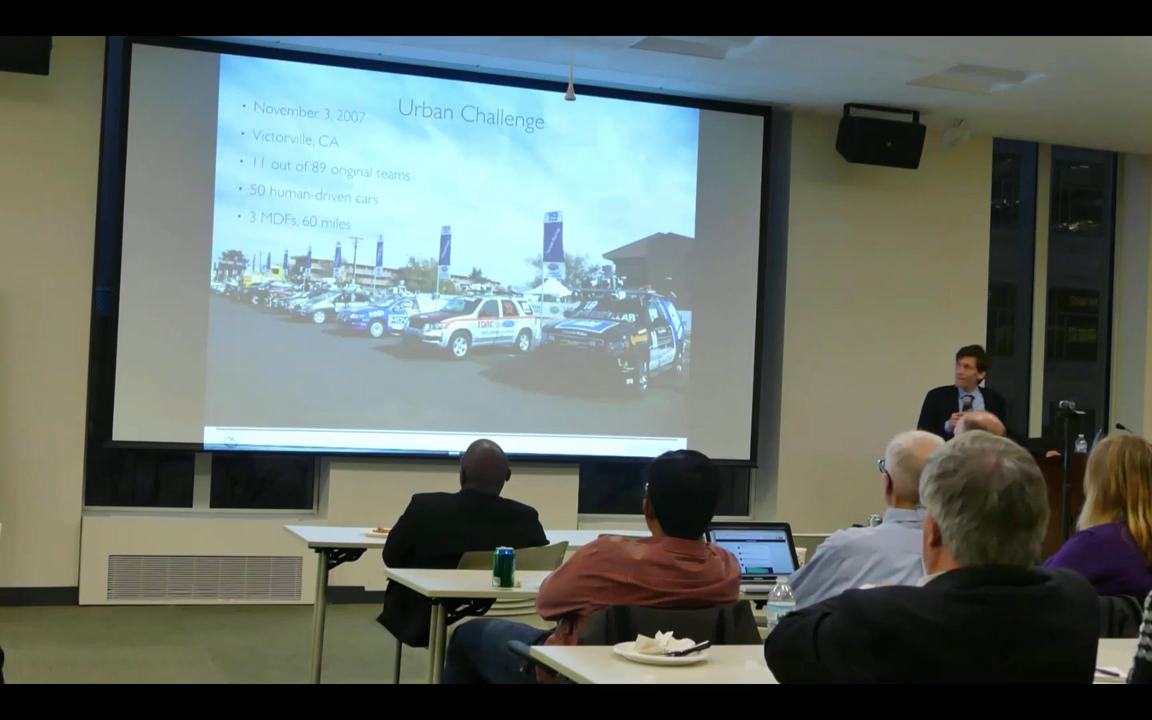 Urban Challenge
• November 3, 2007
• Victorville, CA
• 11 out of 89 original teams
• 50 human-driven cars
• 3 MDFs, 60 miles
19